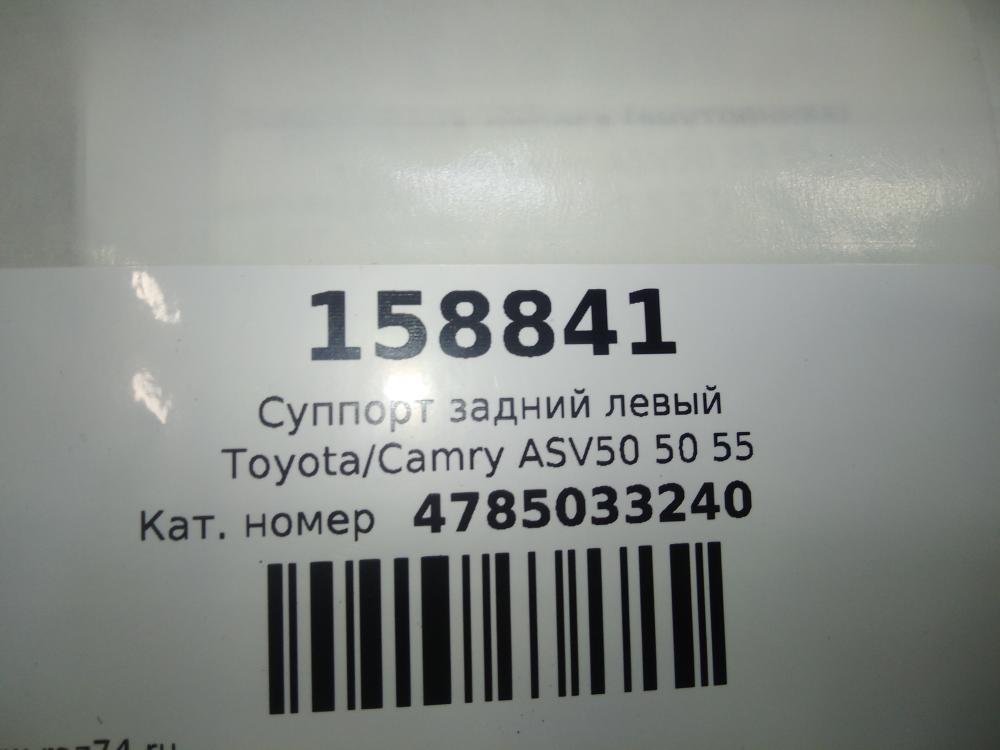 158841
Суппорт задний левый
Toyota/Camry ASV50 50 55
Кат. номер 4785033240